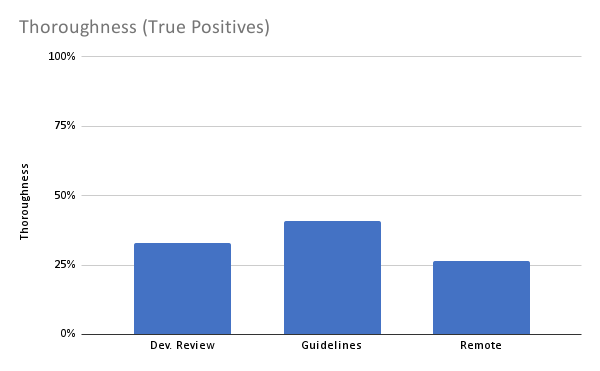 Thoroughness (True Positives)
100%
75%
50%
25%
0%
Thoroughness
Dev. Review
Guidelines
Remote